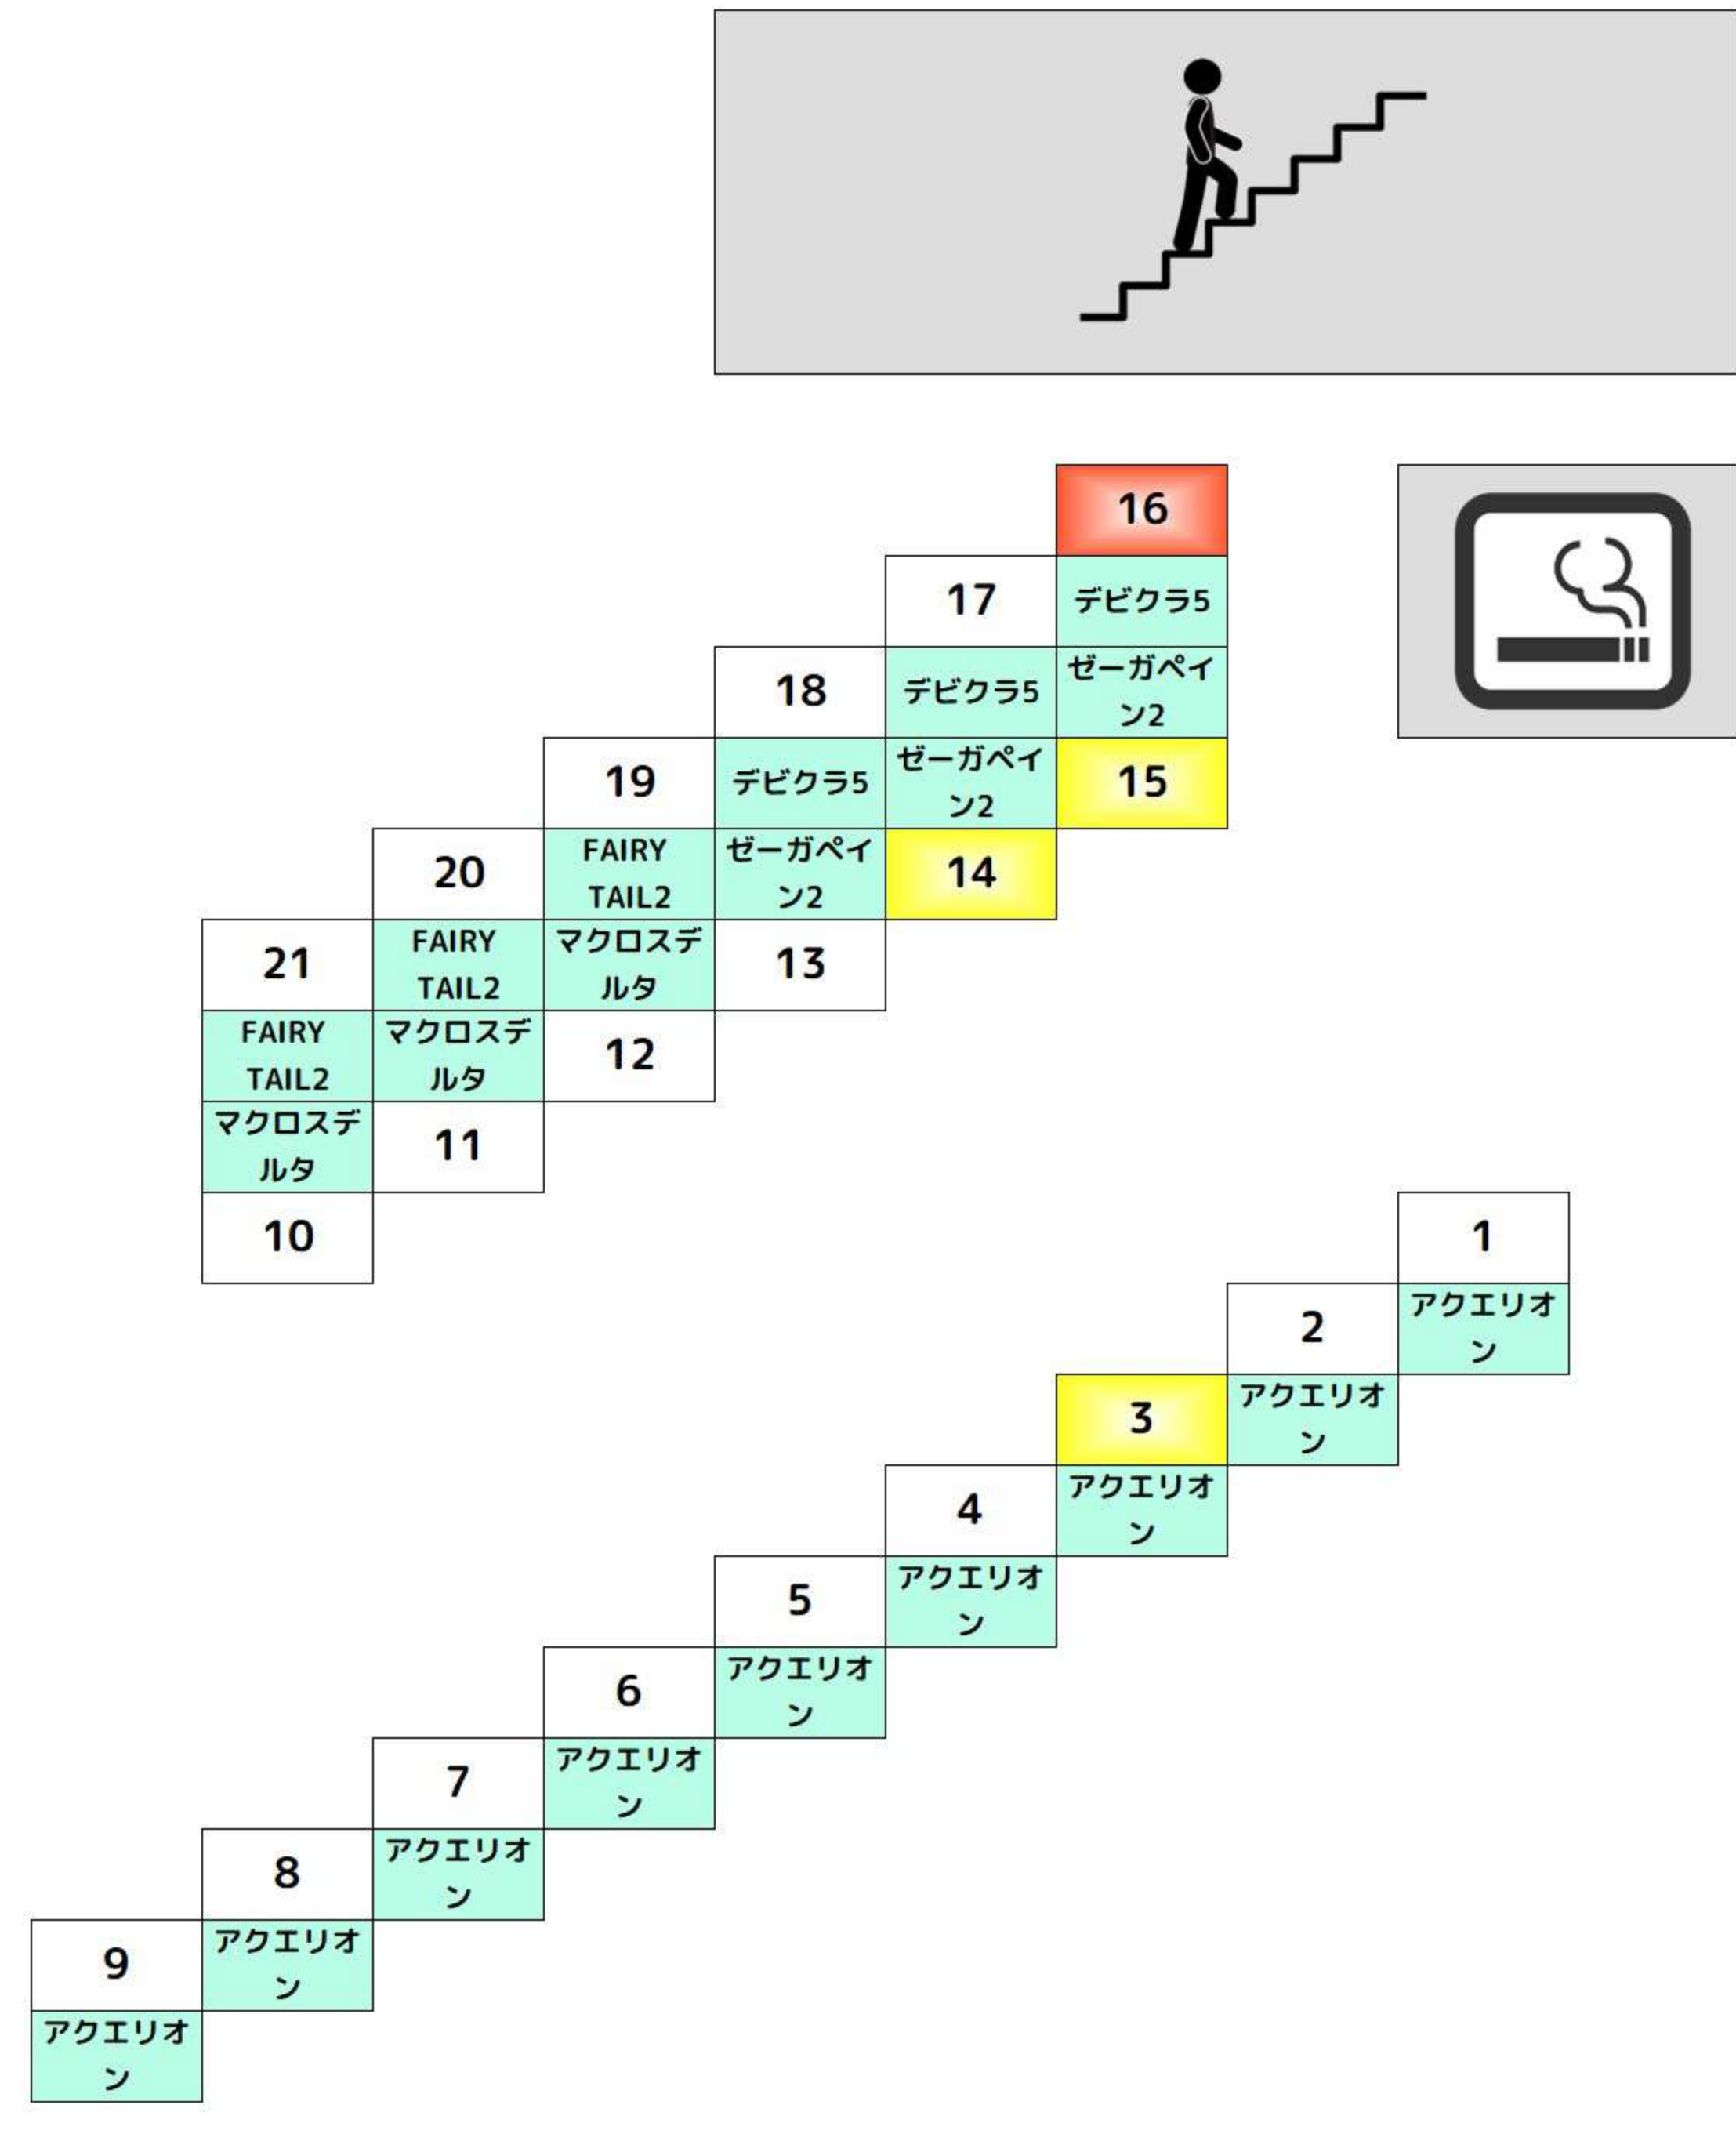 16
17
デビクラ5
18
デビクラ5
ゼーガペイ
ン2
19
デビクラ5
ゼーガペイ
ン2
15
20
FAIRY
TAIL2
ゼーガペイ
ン2
14
21
FAIRY
TAIL2
マクロスデ
ルタ
13
FAIRY
TAIL2
マクロスデ
ルタ
12
マクロスデ
ルタ
11
10
1
2
アクエリオ
ン
3
アクエリオ
ン
4
アクエリオ
ン
5
アクエリオ
ン
6
アクエリオ
ン
7
アクエリオ
ン
8
アクエリオ
ン
9
アクエリオ
ン
アクエリオ
ン